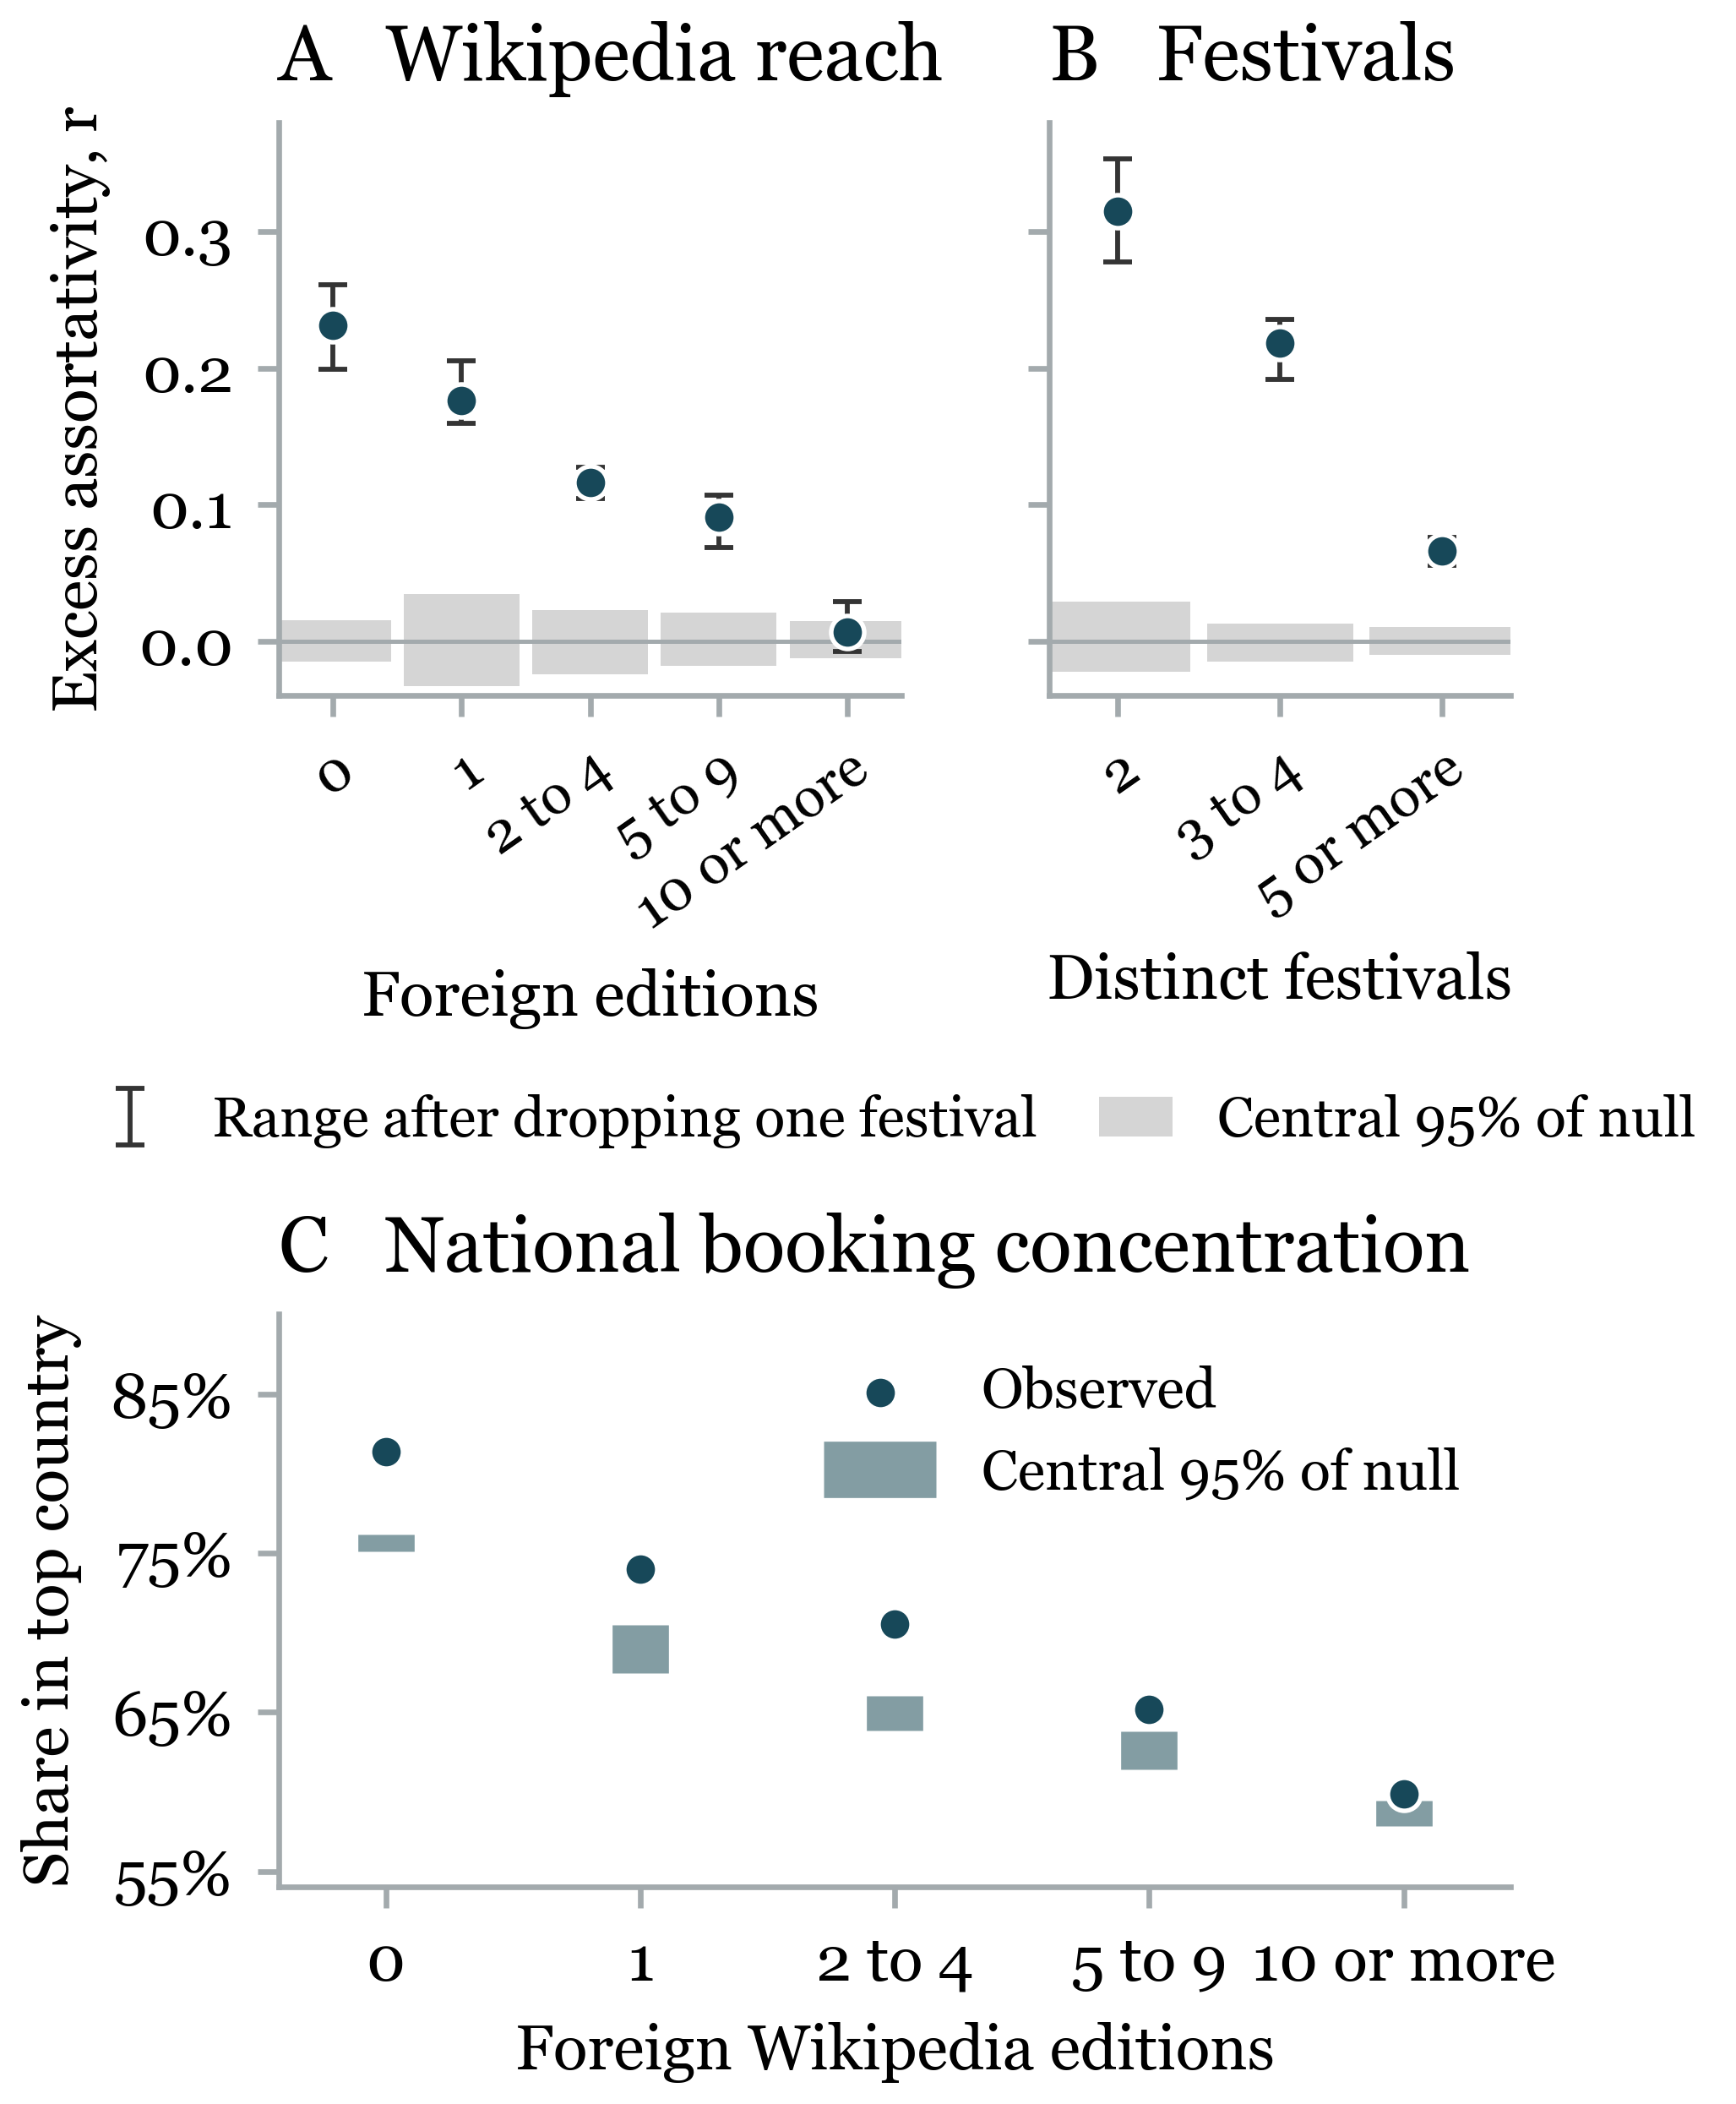 A Wikipedia reach
B Festivals
Excess assortativity, r
0.3
0.2
0.1
0.0
0
1
2 to 4
5 to 9
10 or more
Foreign editions
2
3 to 4
5 or more
Distinct festivals
Range after dropping one festival
Central 95% of null
C National booking concentration
Share in top country
85%
75%
65%
55%
Observed
Central 95% of null
0
1
2 to 4
5 to 9
10 or more
Foreign Wikipedia editions